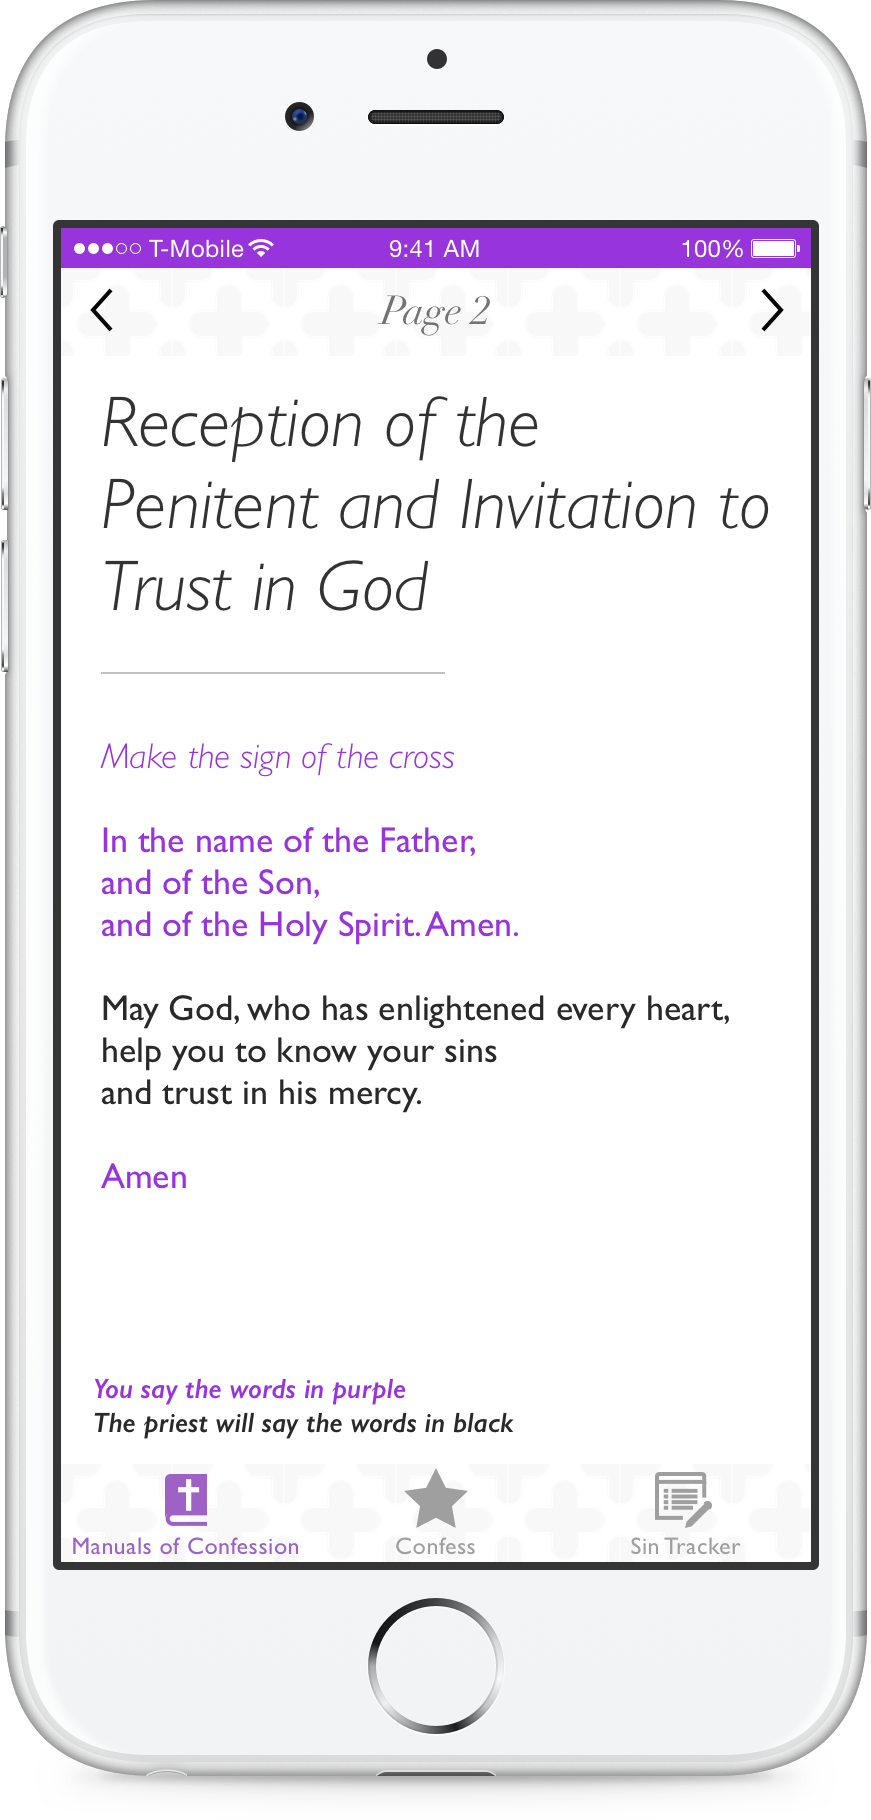 T-Mobile 9:41 AM 100%
Page 2
Reception of the
Penitent and Invitation to
Trust in God
Make the sign of the cross
In the name of the Father,
and of the Son,
and of the Holy Spirit. Amen.
May God, who has enlightened every heart,
help you to know your sins
and trust in his mercy.
Amen
You say the words in purple
The priest will say the words in black
Manuals of Confession Confess Sin Tracker